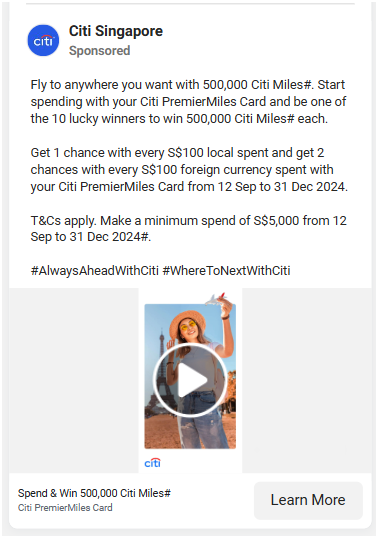 Citi Singapore
citi
Sponsored
Fly to anywhere you want with 500,000 Citi Miles#. Start
spending with your Citi PremierMiles Card and be one of
the 10 lucky winners to win 500,000 Citi Miles# each.
Get 1 chance with every S$100 local spent and get 2
chances with every S$100 foreign currency spent with
your Citi PremierMiles Card from 12 Sep to 31 Dec 2024.
T&Cs apply. Make a minimum spend of S$5,000 from 12
Sep to 31 Dec 2024#.
#AlwaysAheadWithCiti #WhereToNextWithCiti
citi
Spend & Win 500,000 Citi Miles#
Citi PremierMiles Card
Learn More